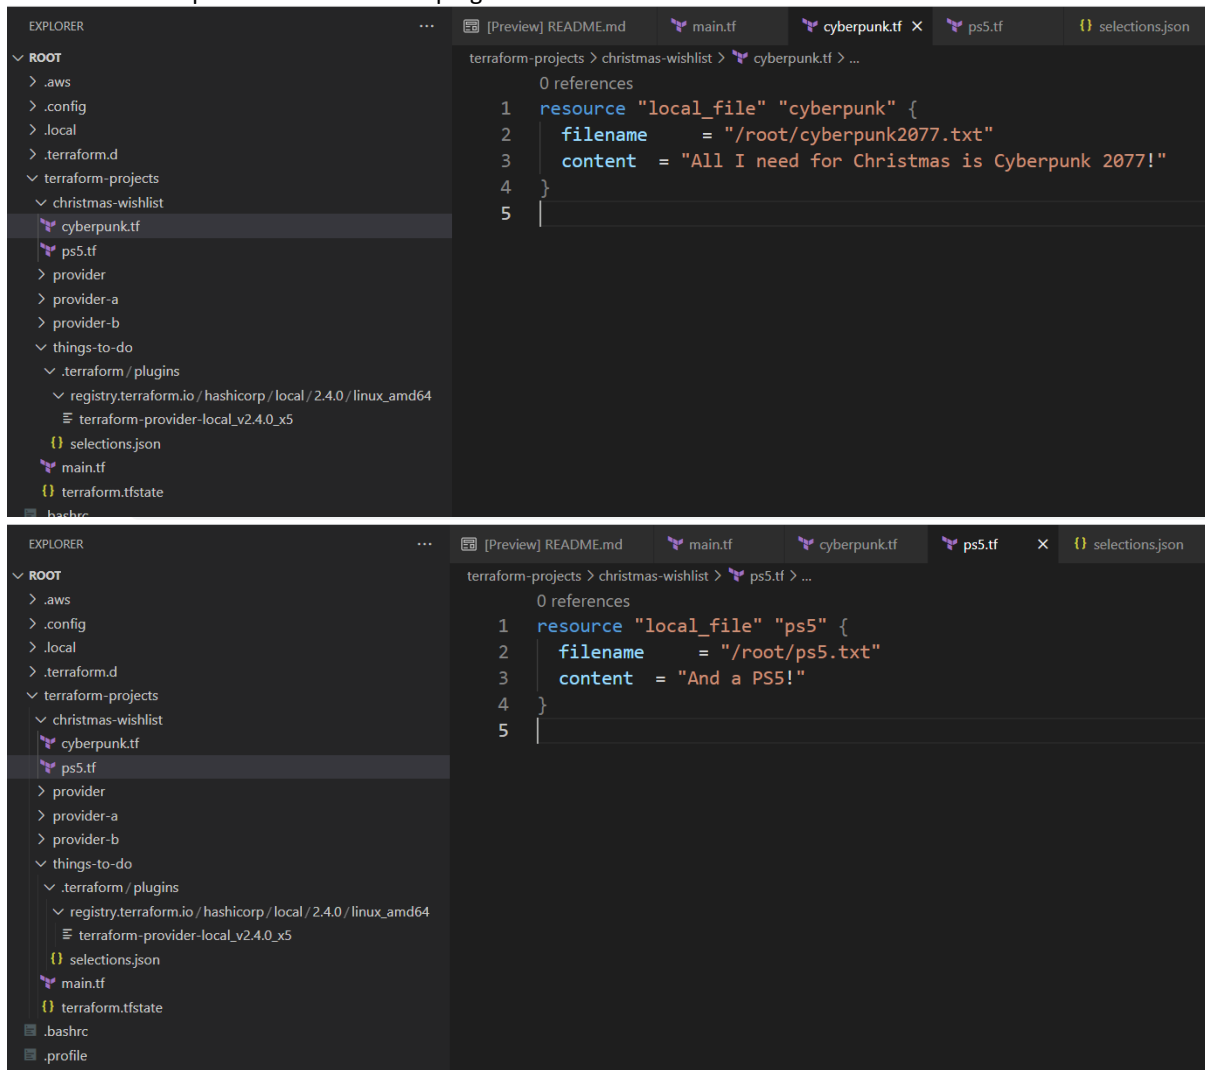 EXPLORER ...
[Preview] README.md main.tf cyberpunk.tf ps5.tf {} selections.json
ROOT
terraform-projects > christmas-wishlist > cyberpunk.tf > ...
> .aws
> .config
> .local
> .terraform.d
terraform-projects
christmas-wishlist
cyberpunk.tf
ps5.tf
> provider
> provider-a
> provider-b
things-to-do
.terraform / plugins
registry.terraform.io / hashicorp / local / 2.4.0 / linux_amd64
terraform-provider-local_v2.4.0_x5
{} selections.json
main.tf
{} terraform.tfstate
.bashrc
0 references
1 resource "local_file" "cyberpunk" {
2 filename = "/root/cyberpunk2077.txt"
3 content = "All I need for Christmas is Cyberpunk 2077!"
4 }
5
EXPLORER ...
[Preview] README.md main.tf cyberpunk.tf ps5.tf {} selections.json
ROOT
terraform-projects > christmas-wishlist > ps5.tf > ...
> .aws
> .config
> .local
> .terraform.d
terraform-projects
christmas-wishlist
cyberpunk.tf
ps5.tf
> provider
> provider-a
> provider-b
things-to-do
.terraform / plugins
registry.terraform.io / hashicorp / local / 2.4.0 / linux_amd64
terraform-provider-local_v2.4.0_x5
{} selections.json
main.tf
{} terraform.tfstate
.bashrc
.profile
0 references
1 resource "local_file" "ps5" {
2 filename = "/root/ps5.txt"
3 content = "And a PS5!"
4 }
5